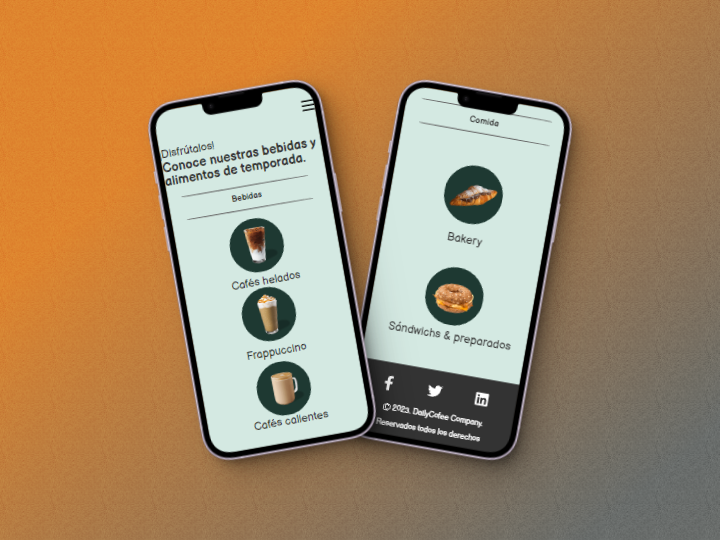 Disfrútalos!
Conoce nuestras bebidas y
alimentos de temporada.
Bebidas
Cafés helados
Frappuccino
Cafés calientes
Comida
Bakery
Sándwichs & preparados
© 2023. DailyCofee Company.
Reservados todos los derechos